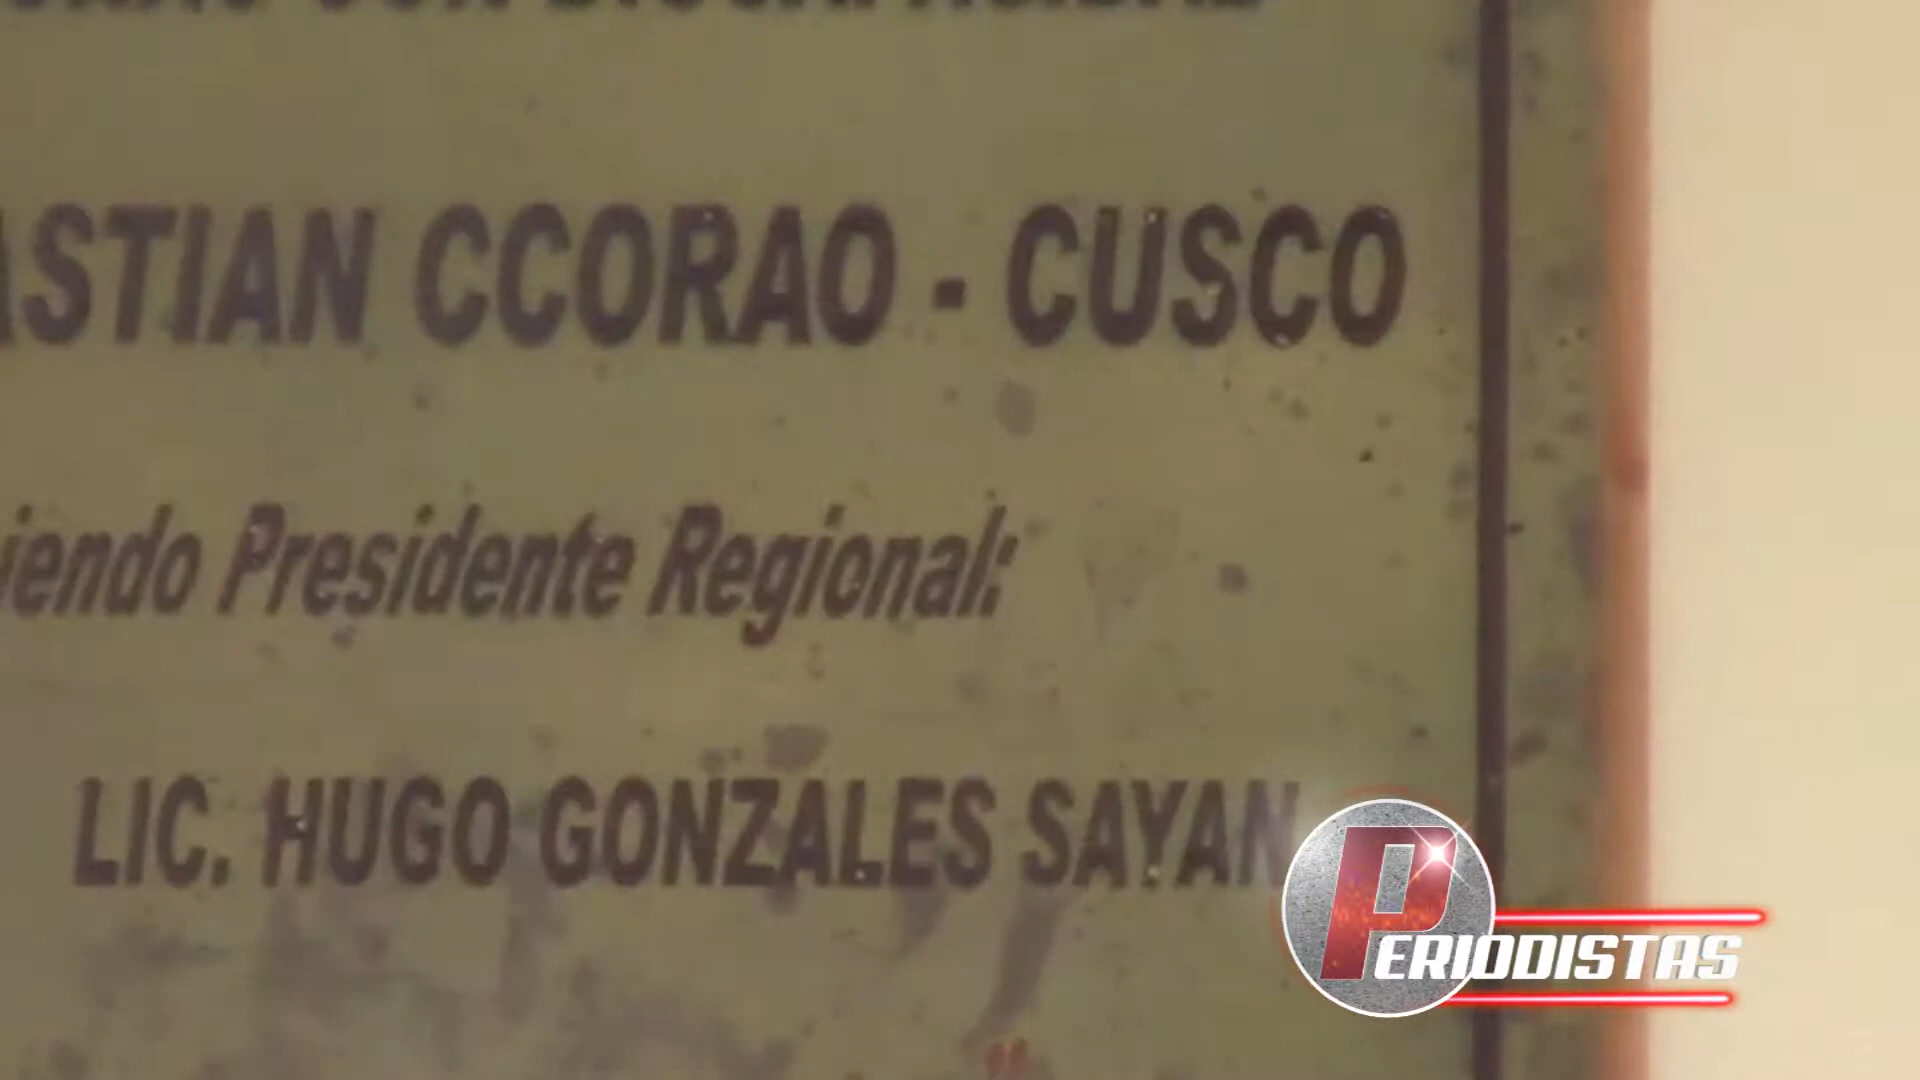 ASTIAN CCORAO - CUSCO
iendo Presidente Regional:
LIC. HUGO GONZALES SAYAN
PERIODISTAS